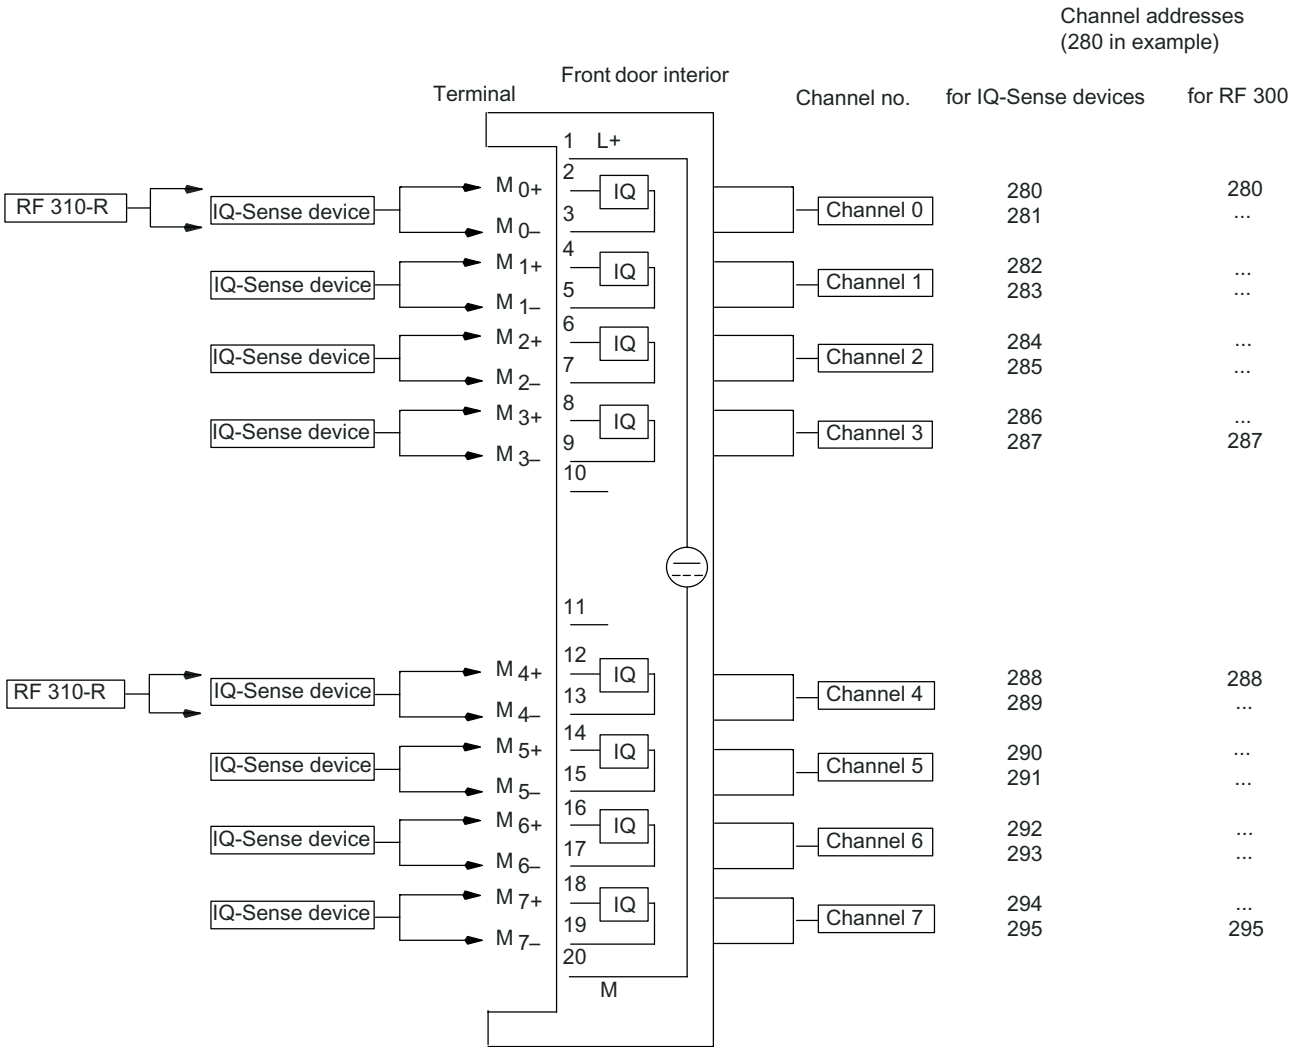 Channel addresses
(280 in example)
Front door interior
Terminal
Channel no.
for IQ-Sense devices
for RF 300
1 L+
RF 310-R
IQ-Sense device
M 0+
M 0–
2
3
IQ
Channel 0
280
281
280
...
IQ-Sense device
M 1+
M 1–
4
5
IQ
Channel 1
282
283
...
...
IQ-Sense device
M 2+
M 2–
6
7
IQ
Channel 2
284
285
...
...
IQ-Sense device
M 3+
M 3–
8
9
IQ
Channel 3
286
287
...
287
10
11
RF 310-R
IQ-Sense device
M 4+
M 4–
12
13
IQ
Channel 4
288
289
288
...
IQ-Sense device
M 5+
M 5–
14
15
IQ
Channel 5
290
291
...
...
IQ-Sense device
M 6+
M 6–
16
17
IQ
Channel 6
292
293
...
...
IQ-Sense device
M 7+
M 7–
18
19
IQ
Channel 7
294
295
...
295
20
M